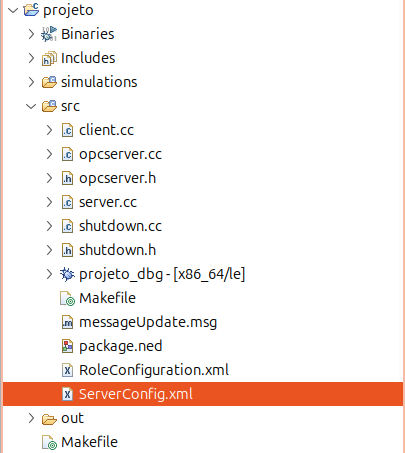 projeto
Binaries
Includes
simulations
src
client.cc
opcserver.cc
opcserver.h
server.cc
shutdown.cc
shutdown.h
projeto_dbg - [x86_64/le]
Makefile
messageUpdate.msg
package.ned
RoleConfiguration.xml
ServerConfig.xml
out
Makefile